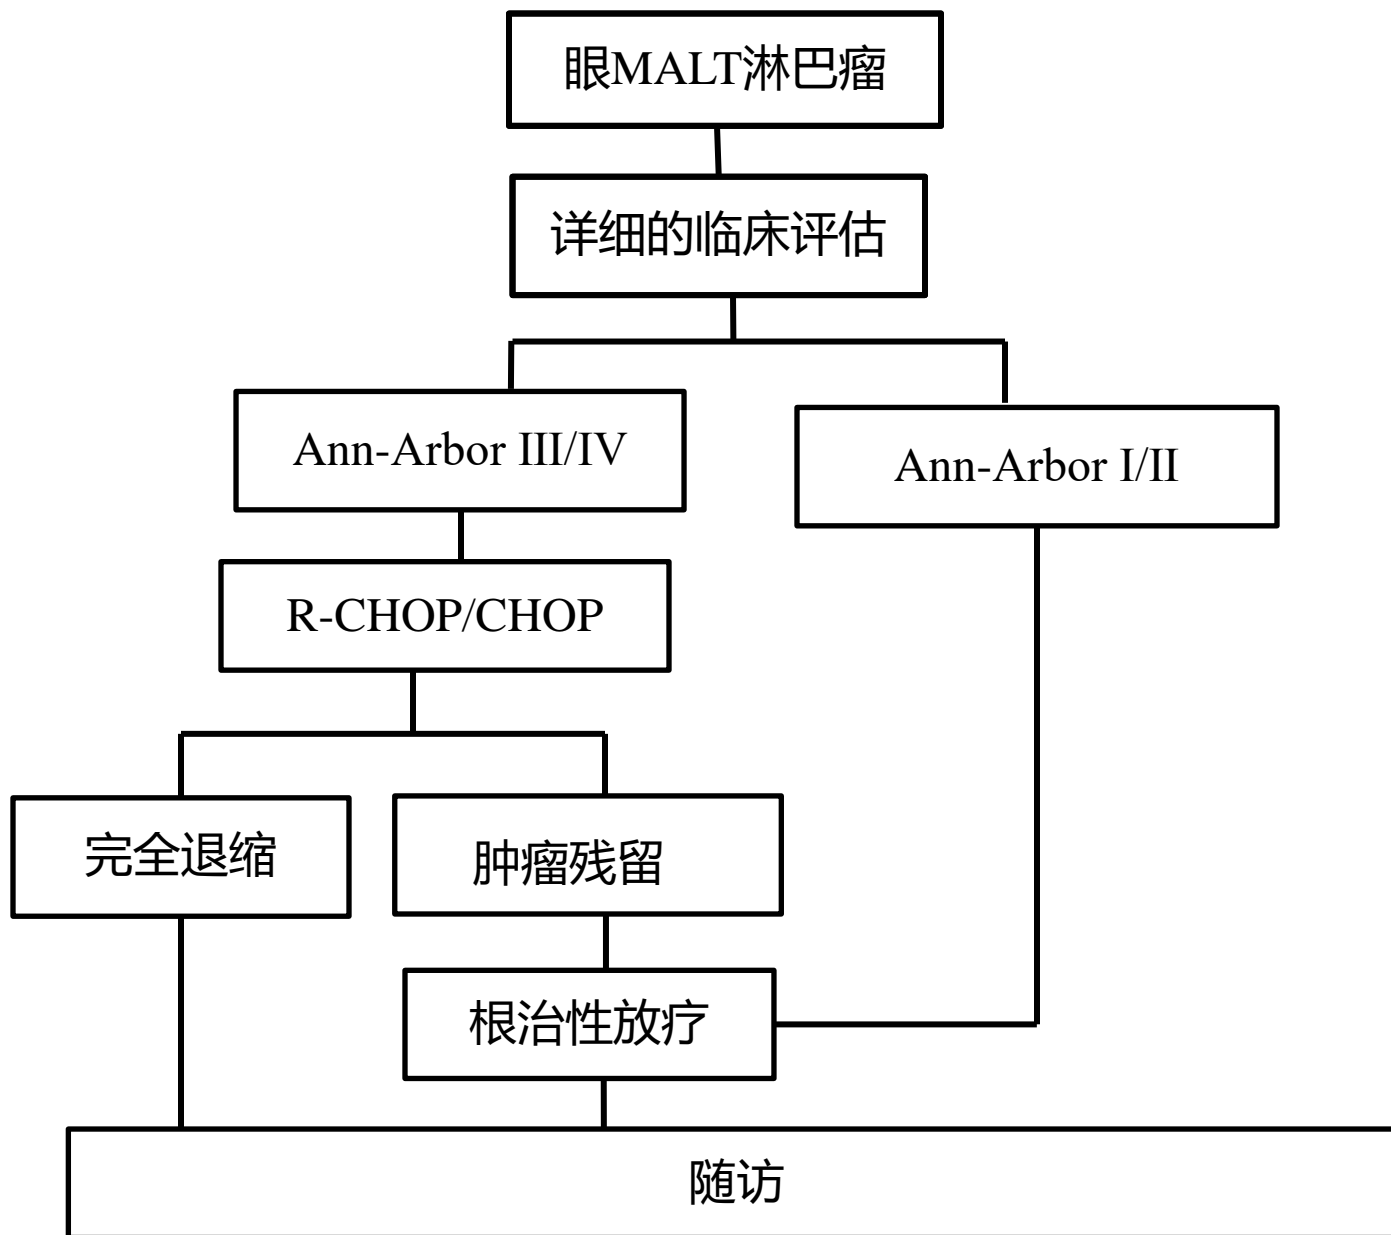 眼MALT淋巴瘤
详细的临床评估
Ann-Arbor III/IV
Ann-Arbor I/II
R-CHOP/CHOP
完全退缩
肿瘤残留
根治性放疗
随访